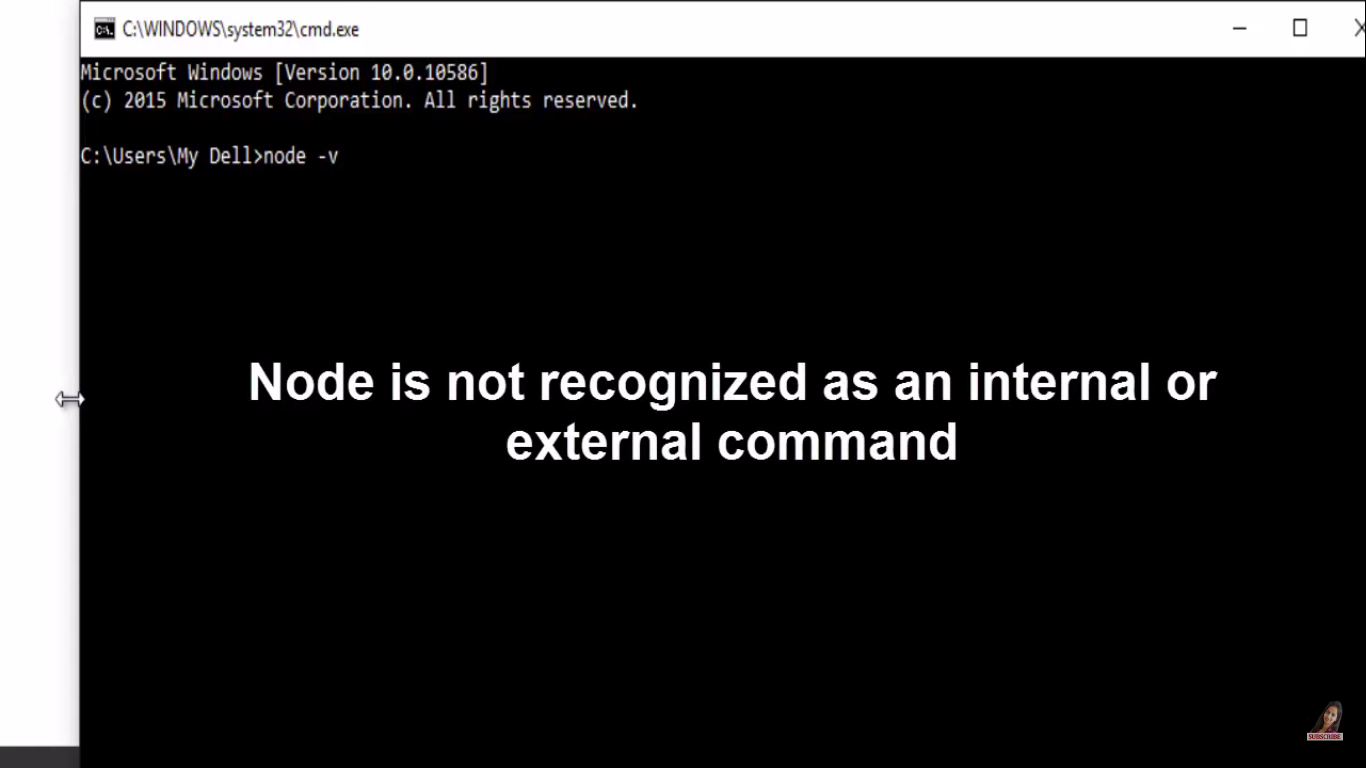 C:\WINDOWS\system32\cmd.exe
Microsoft Windows [Version 10.0.10586]
(c) 2015 Microsoft Corporation. All rights reserved.
C:\Users\My Dell>node -v
Node is not recognized as an internal or
external command
SUBSCRIBE